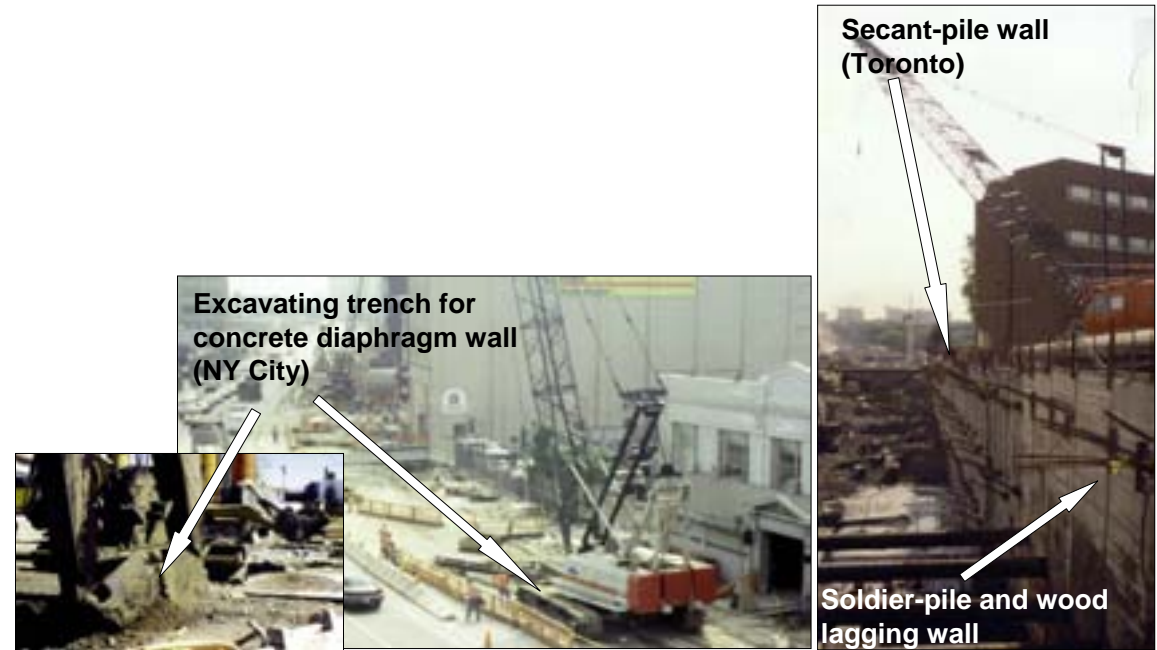 Secant-pile wall
(Toronto)
Excavating trench for
concrete diaphragm wall
(NY City)
Soldier-pile and wood
lagging wall